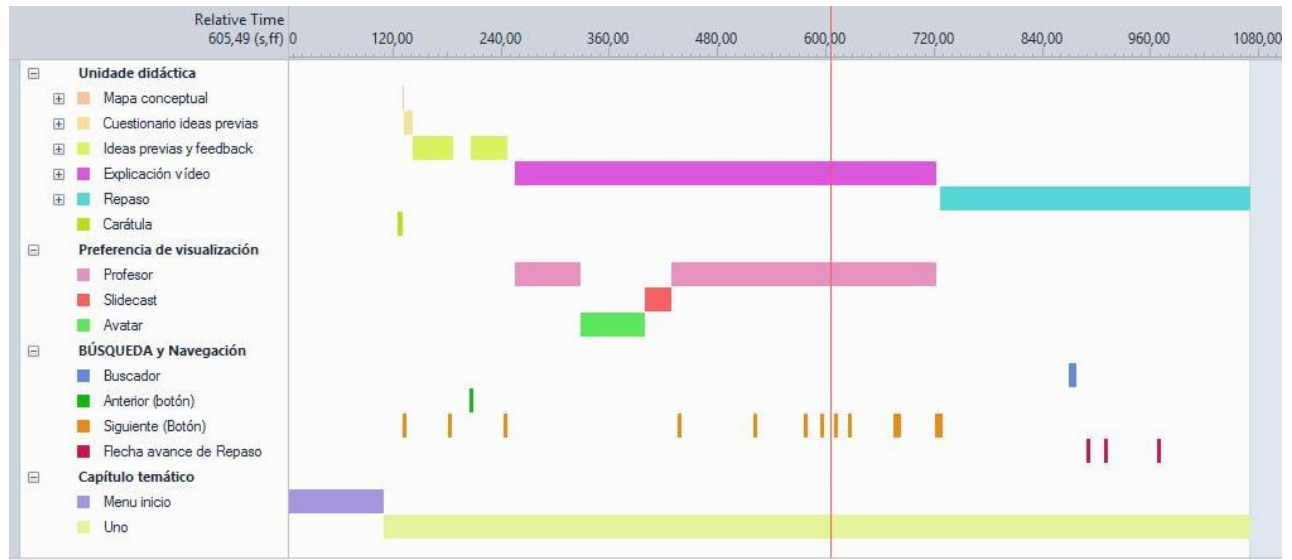 Relative Time
605,49 (s,ff) 0 120,00 240,00 360,00 480,00 600,00 720,00 840,00 960,00 1080,00
Unidade didáctica
Mapa conceptual
Cuestionario ideas previas
Ideas previas y feedback
Explicación vídeo
Repaso
Carátula
Preferencia de visualización
Profesor
Slidecast
Avatar
BÚSQUEDA y Navegación
Buscador
Anterior (botón)
Siguiente (Botón)
Flecha avance de Repaso
Capítulo temático
Menu inicio
Uno